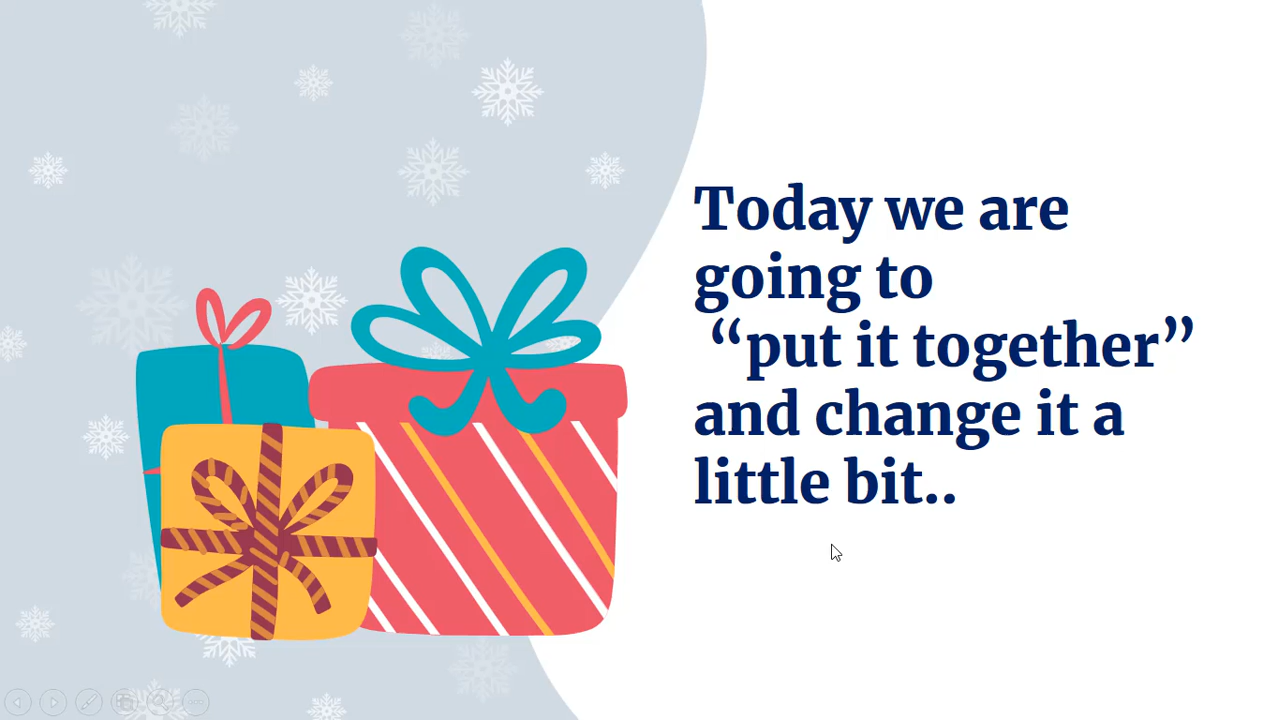 Today we are
going to
“put it together”
and change it a
little bit..